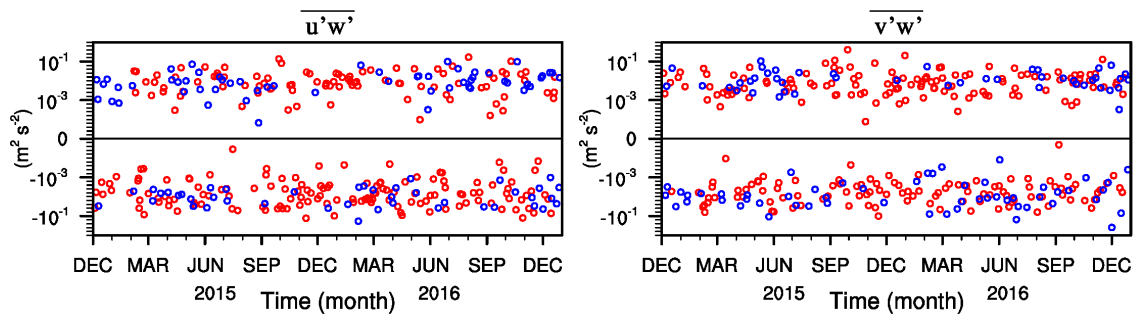 u'w'
v'w'
10⁻¹
10⁻³
0
-10⁻³
-10⁻¹
(m² s⁻²)
DEC MAR JUN SEP DEC MAR JUN SEP DEC
2015 2016
Time (month)
10⁻¹
10⁻³
0
-10⁻³
-10⁻¹
(m² s⁻²)
DEC MAR JUN SEP DEC MAR JUN SEP DEC
2015 2016
Time (month)